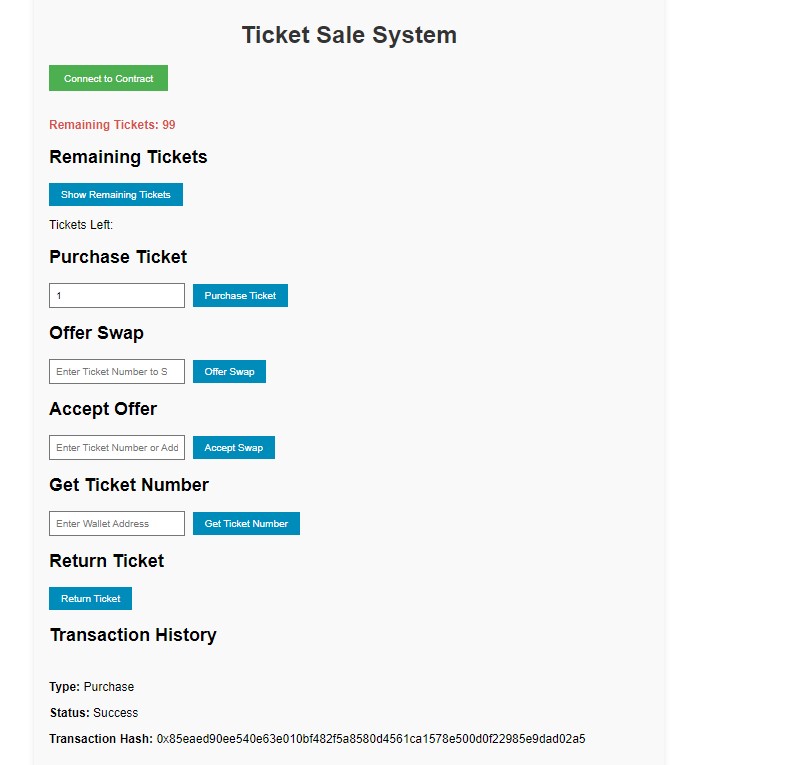 Ticket Sale System
Connect to Contract
Remaining Tickets: 99
Remaining Tickets
Show Remaining Tickets
Tickets Left:
Purchase Ticket
1 Purchase Ticket
Offer Swap
Enter Ticket Number to S Offer Swap
Accept Offer
Enter Ticket Number or Add Accept Swap
Get Ticket Number
Enter Wallet Address Get Ticket Number
Return Ticket
Return Ticket
Transaction History
Type: Purchase
Status: Success
Transaction Hash: 0x85eaed90ee540e63e010bf482f5a8580d4561ca1578e500d0f22985e9dad02a5